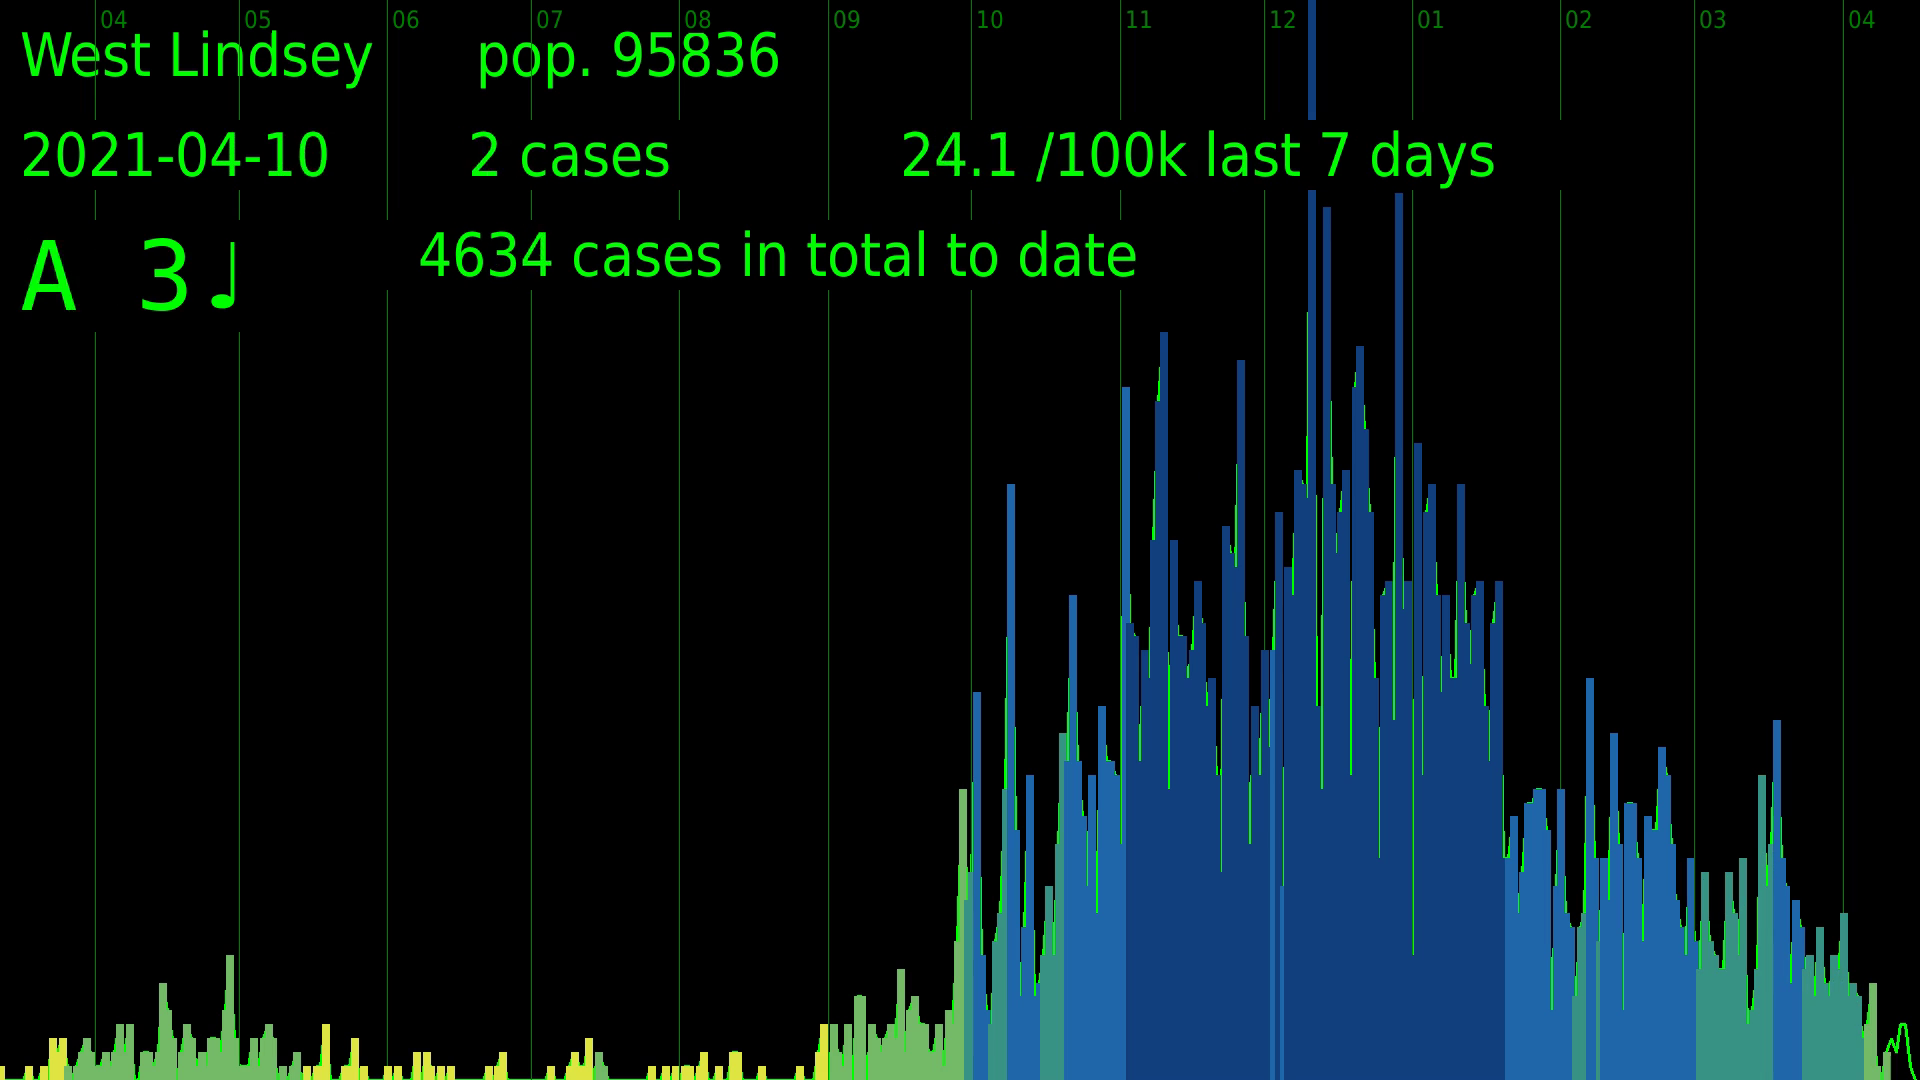 04 05 06 07 08 09 10 11 12 01 02 03 04
West Lindsey pop. 95836
2021-04-10 2 cases 24.1 /100k last 7 days
A 3♩ 4634 cases in total to date